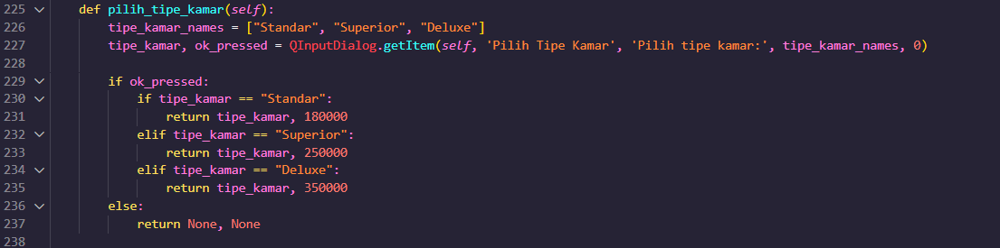 225 def pilih_tipe_kamar(self):
226 tipe_kamar_names = ["Standar", "Superior", "Deluxe"]
227 tipe_kamar, ok_pressed = QInputDialog.getItem(self, 'Pilih Tipe Kamar', 'Pilih tipe kamar:', tipe_kamar_names, 0)
228
229 if ok_pressed:
230 if tipe_kamar == "Standar":
231 return tipe_kamar, 180000
232 elif tipe_kamar == "Superior":
233 return tipe_kamar, 250000
234 elif tipe_kamar == "Deluxe":
235 return tipe_kamar, 350000
236 else:
237 return None, None
238